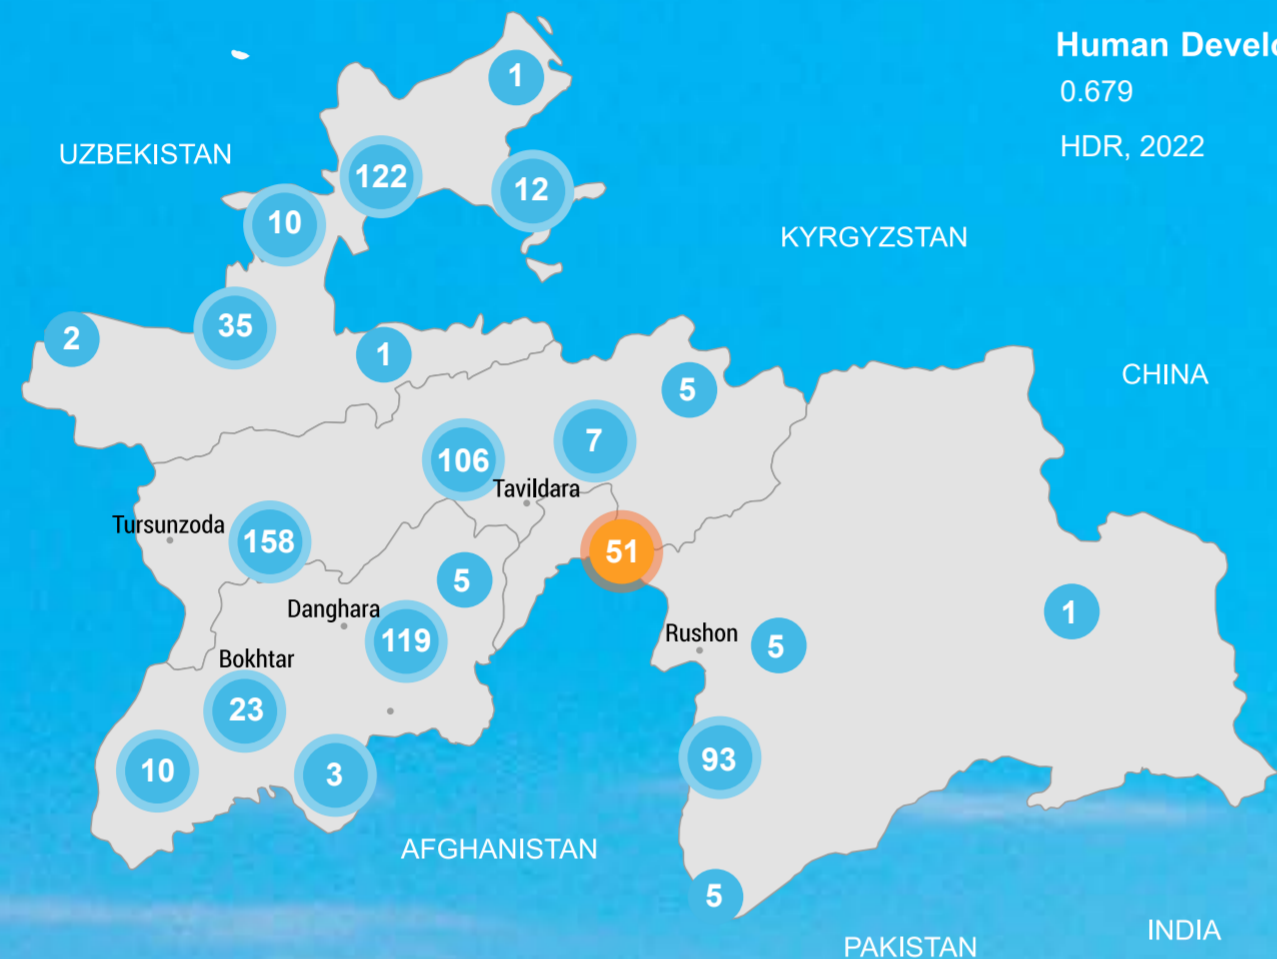 Human Develo
0.679
HDR, 2022
1
UZBEKISTAN
122
12
10
KYRGYZSTAN
35
2
1
CHINA
5
7
106
Tavildara
Tursunzoda
158
51
5
Danghara
119
1
Rushon
5
Bokhtar
23
93
10
3
AFGHANISTAN
5
INDIA
PAKISTAN